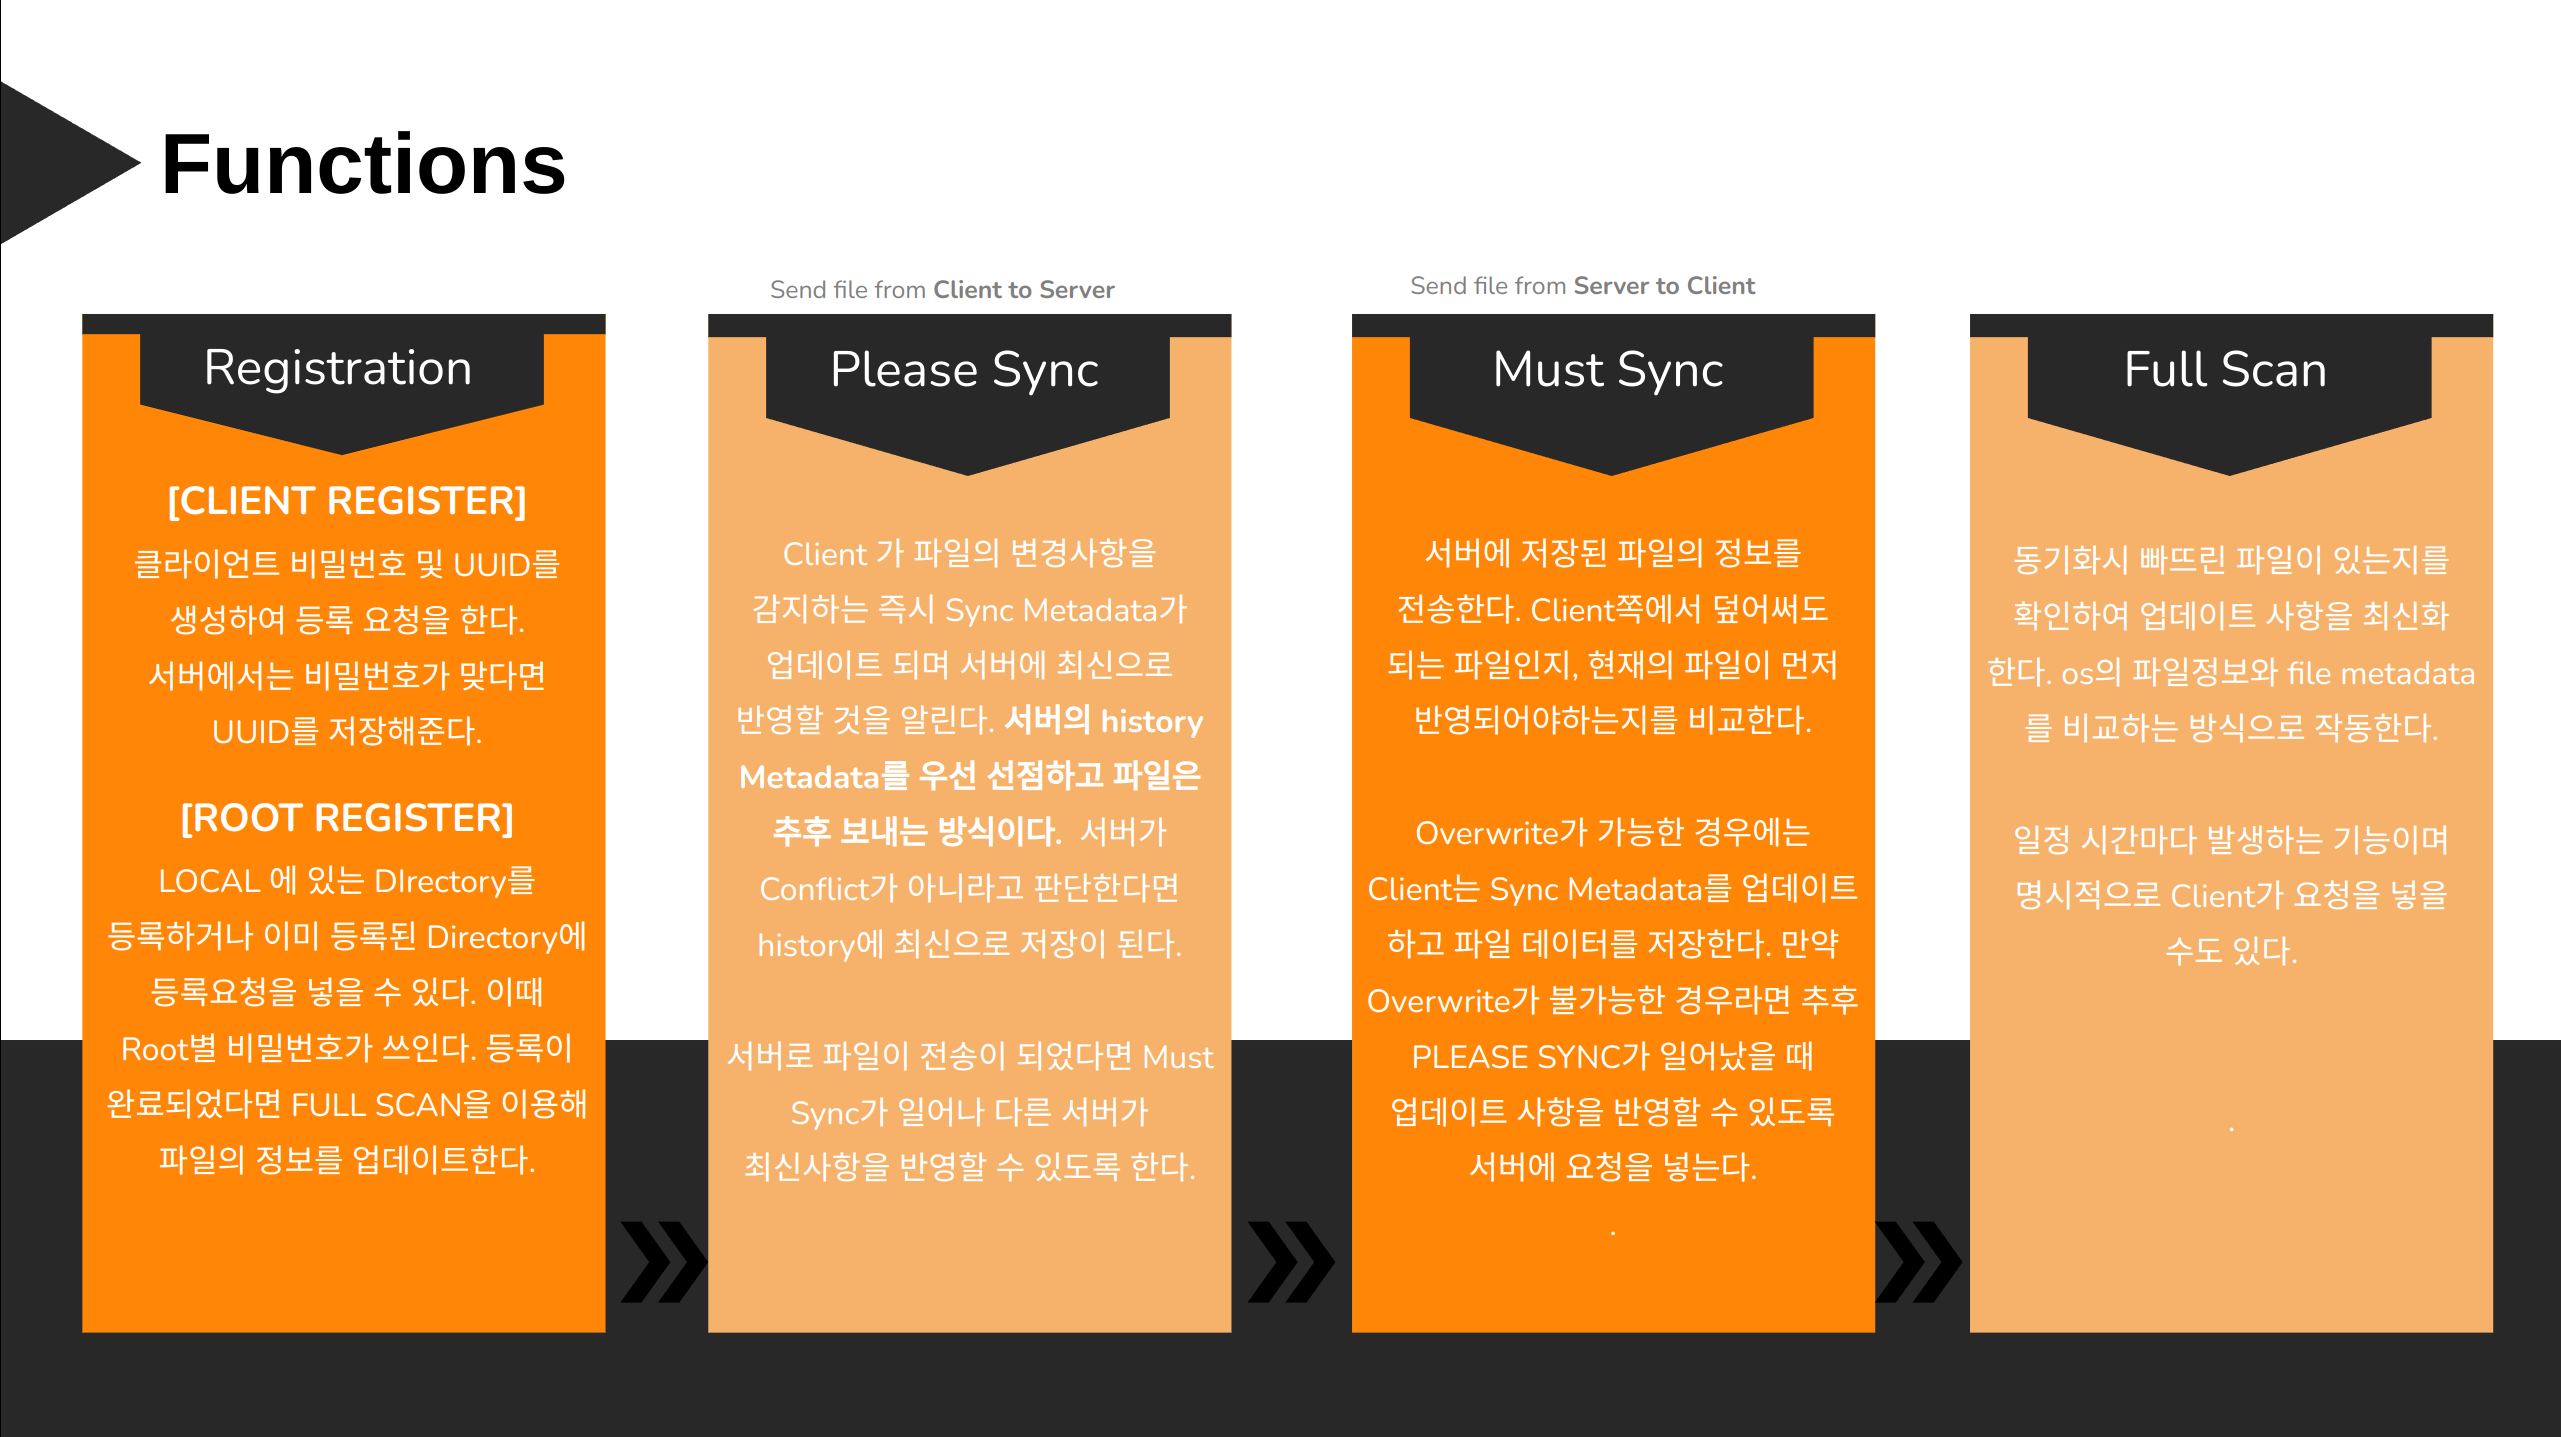 Functions
Registration
[CLIENT REGISTER]
클라이언트 비밀번호 및 UUID를
생성하여 등록 요청을 한다.
서버에서는 비밀번호가 맞다면
UUID를 저장해준다.
[ROOT REGISTER]
LOCAL 에 있는 DIrectory를
등록하거나 이미 등록된 Directory에
등록요청을 넣을 수 있다. 이때
Root별 비밀번호가 쓰인다. 등록이
완료되었다면 FULL SCAN을 이용해
파일의 정보를 업데이트한다.
Send file from Client to Server
Please Sync
Client 가 파일의 변경사항을
감지하는 즉시 Sync Metadata가
업데이트 되며 서버에 최신으로
반영할 것을 알린다. 서버의 history
Metadata를 우선 선점하고 파일은
추후 보내는 방식이다. 서버가
Conflict가 아니라고 판단한다면
history에 최신으로 저장이 된다.
서버로 파일이 전송이 되었다면 Must
Sync가 일어나 다른 서버가
최신사항을 반영할 수 있도록 한다.
Send file from Server to Client
Must Sync
서버에 저장된 파일의 정보를
전송한다. Client쪽에서 덮어써도
되는 파일인지, 현재의 파일이 먼저
반영되어야하는지를 비교한다.
Overwrite가 가능한 경우에는
Client는 Sync Metadata를 업데이트
하고 파일 데이터를 저장한다. 만약
Overwrite가 불가능한 경우라면 추후
PLEASE SYNC가 일어났을 때
업데이트 사항을 반영할 수 있도록
서버에 요청을 넣는다.
.
Full Scan
동기화시 빠뜨린 파일이 있는지를
확인하여 업데이트 사항을 최신화
한다. os의 파일정보와 file metadata
를 비교하는 방식으로 작동한다.
일정 시간마다 발생하는 기능이며
명시적으로 Client가 요청을 넣을
수도 있다.
.